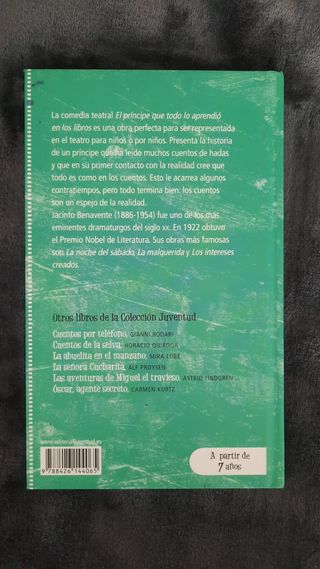 La comedia teatral El príncipe que todo lo aprendió
en los libros es una obra perfecta para ser representada
en el teatro para niños o por niños. Presenta la historia
de un príncipe que ha leído muchos cuentos de hadas
y que en su primer contacto con la realidad cree que
todo es como en los cuentos. Esto le acarrea algunos
contratiempos, pero todo termina bien: los cuentos
son un espejo de la realidad.
Jacinto Benavente (1886-1954) fue uno de los más
eminentes dramaturgos del siglo XX. En 1922 obtuvo
el Premio Nobel de Literatura. Sus obras más famosas
son La noche del sábado, La malquerida y Los intereses
creados.
Otros libros de la Colección Juventud
Cuentos por teléfono, GIANNI RODARI
Cuentos de la selva, HORACIO QUIROGA
La abuelita en el manzano, MIRA LOBE
La señora Cucharita, ALF PRØYSEN
Las aventuras de Miguel el travieso, ASTRID LINDGREN
Óscar, agente secreto, CARMEN KURTZ
www.editorialjuventud.es
9 788426 144065
A partir de
7 años